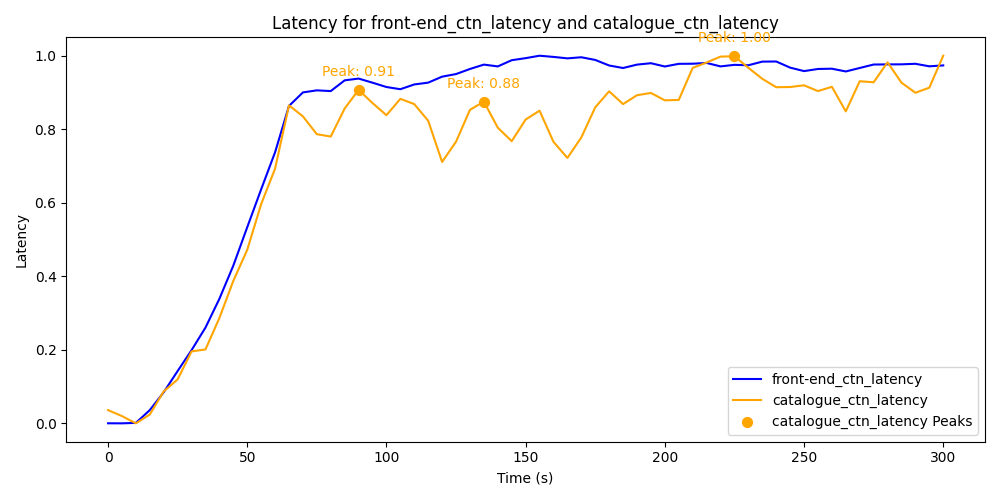 Latency for front-end_ctn_latency and catalogue_ctn_latency
Peak: 0.91
Peak: 0.88
Peak: 1.00
Latency
1.0
0.8
0.6
0.4
0.2
0.0
0
50
100
150
200
250
300
Time (s)
front-end_ctn_latency
catalogue_ctn_latency
catalogue_ctn_latency Peaks